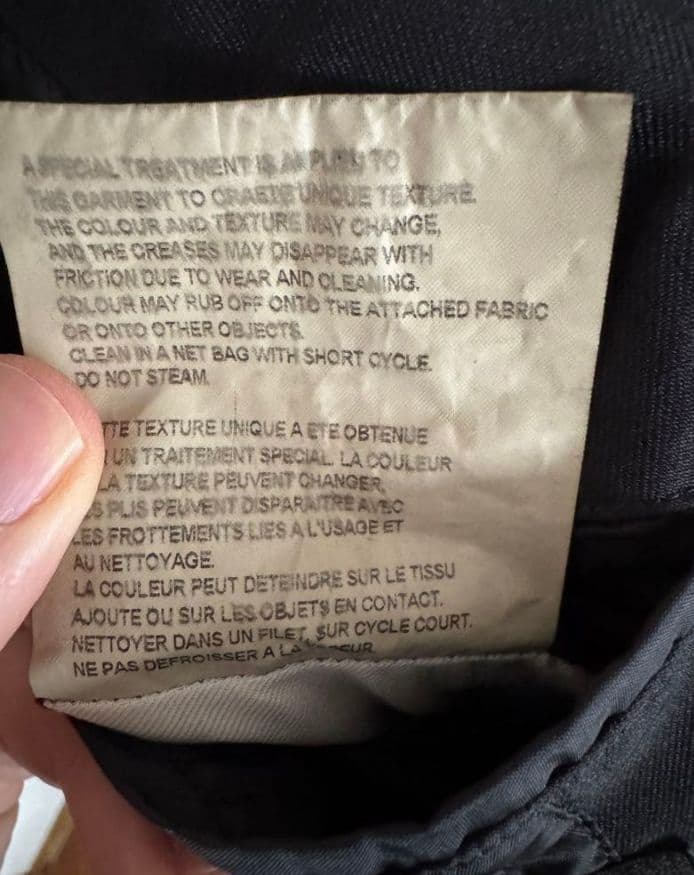 A SPECIAL TREATMENT IS APPLIED TO
THIS GARMENT TO CRAETE UNIQUE TEXTURE.
THE COLOUR AND TEXTURE MAY CHANGE,
AND THE CREASES MAY DISAPPEAR WITH
FRICTION DUE TO WEAR AND CLEANING.
COLOUR MAY RUB OFF ONTO THE ATTACHED FABRIC
OR ONTO OTHER OBJECTS.
CLEAN IN A NET BAG WITH SHORT CYCLE.
DO NOT STEAM.
TTE TEXTURE UNIQUE A ETE OBTENUE
UN TRAITEMENT SPECIAL. LA COULEUR
LA TEXTURE PEUVENT CHANGER,
S PLIS PEUVENT DISPARAITRE AVEC
LES FROTTEMENTS LIES A L'USAGE ET
AU NETTOYAGE.
LA COULEUR PEUT DETEINDRE SUR LE TISSU
AJOUTE OU SUR LES OBJETS EN CONTACT.
NETTOYER DANS UN FILET, SUR CYCLE COURT.
NE PAS DEFROISSER A LA